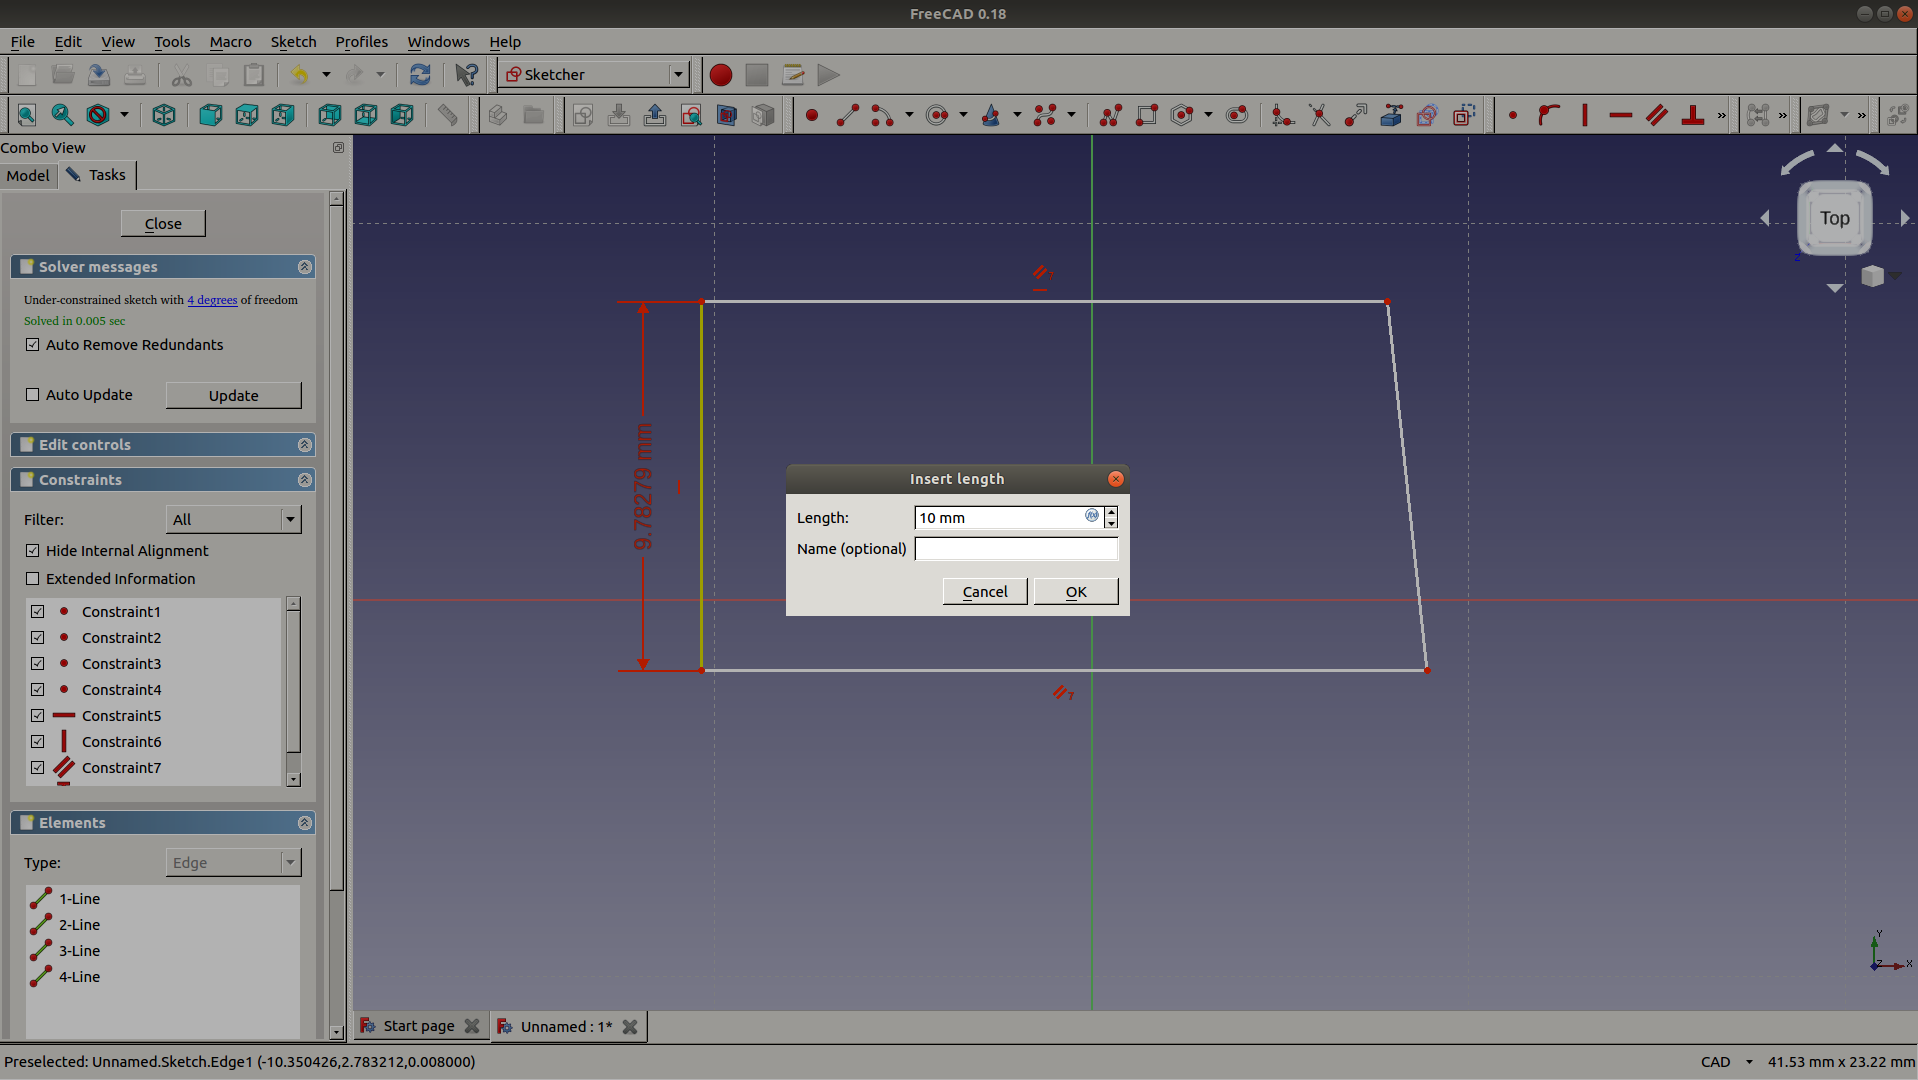 FreeCAD 0.18
File Edit View Tools Macro Sketch Profiles Windows Help
Sketcher
Combo View
Model Tasks
Close
Solver messages
Under-constrained sketch with 4 degrees of freedom
Solved in 0.005 sec
Auto Remove Redundants
Auto Update Update
Edit controls
Constraints
Filter: All
Hide Internal Alignment
Extended Information
Constraint1
Constraint2
Constraint3
Constraint4
Constraint5
Constraint6
Constraint7
Elements
Type: Edge
1-Line
2-Line
3-Line
4-Line
Top
Z
7
9.78279 mm
Insert length
Length: 10 mm
Name (optional)
Cancel OK
7
Y
Z X
Start page Unnamed : 1*
Preselected: Unnamed.Sketch.Edge1 (-10.350426,2.783212,0.008000) CAD 41.53 mm x 23.22 mm